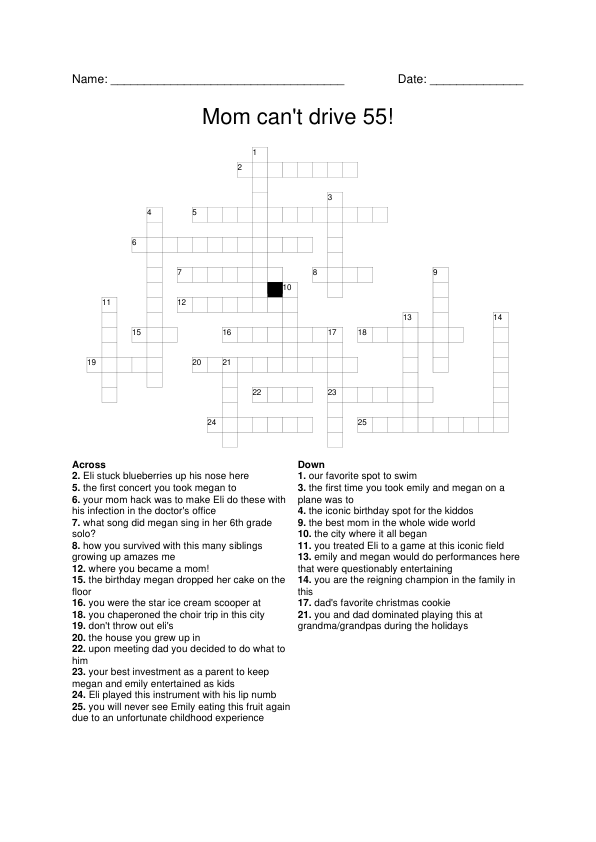 Name: ___________________________________ Date: ______________
Mom can't drive 55!
1
2
3
4 5
6
7 8 9
10
11 12
13 14
15 16 17 18
19 20 21
22 23
24 25
Across
2. Eli stuck blueberries up his nose here
5. the first concert you took megan to
6. your mom hack was to make Eli do these with
his infection in the doctor's office
7. what song did megan sing in her 6th grade
solo?
8. how you survived with this many siblings
growing up amazes me
12. where you became a mom!
15. the birthday megan dropped her cake on the
floor
16. you were the star ice cream scooper at
18. you chaperoned the choir trip in this city
19. don't throw out eli's
20. the house you grew up in
22. upon meeting dad you decided to do what to
him
23. your best investment as a parent to keep
megan and emily entertained as kids
24. Eli played this instrument with his lip numb
25. you will never see Emily eating this fruit again
due to an unfortunate childhood experience
Down
1. our favorite spot to swim
3. the first time you took emily and megan on a
plane was to
4. the iconic birthday spot for the kiddos
9. the best mom in the whole wide world
10. the city where it all began
11. you treated Eli to a game at this iconic field
13. emily and megan would do performances here
that were questionably entertaining
14. you are the reigning champion in the family in
this
17. dad's favorite christmas cookie
21. you and dad dominated playing this at
grandma/grandpas during the holidays